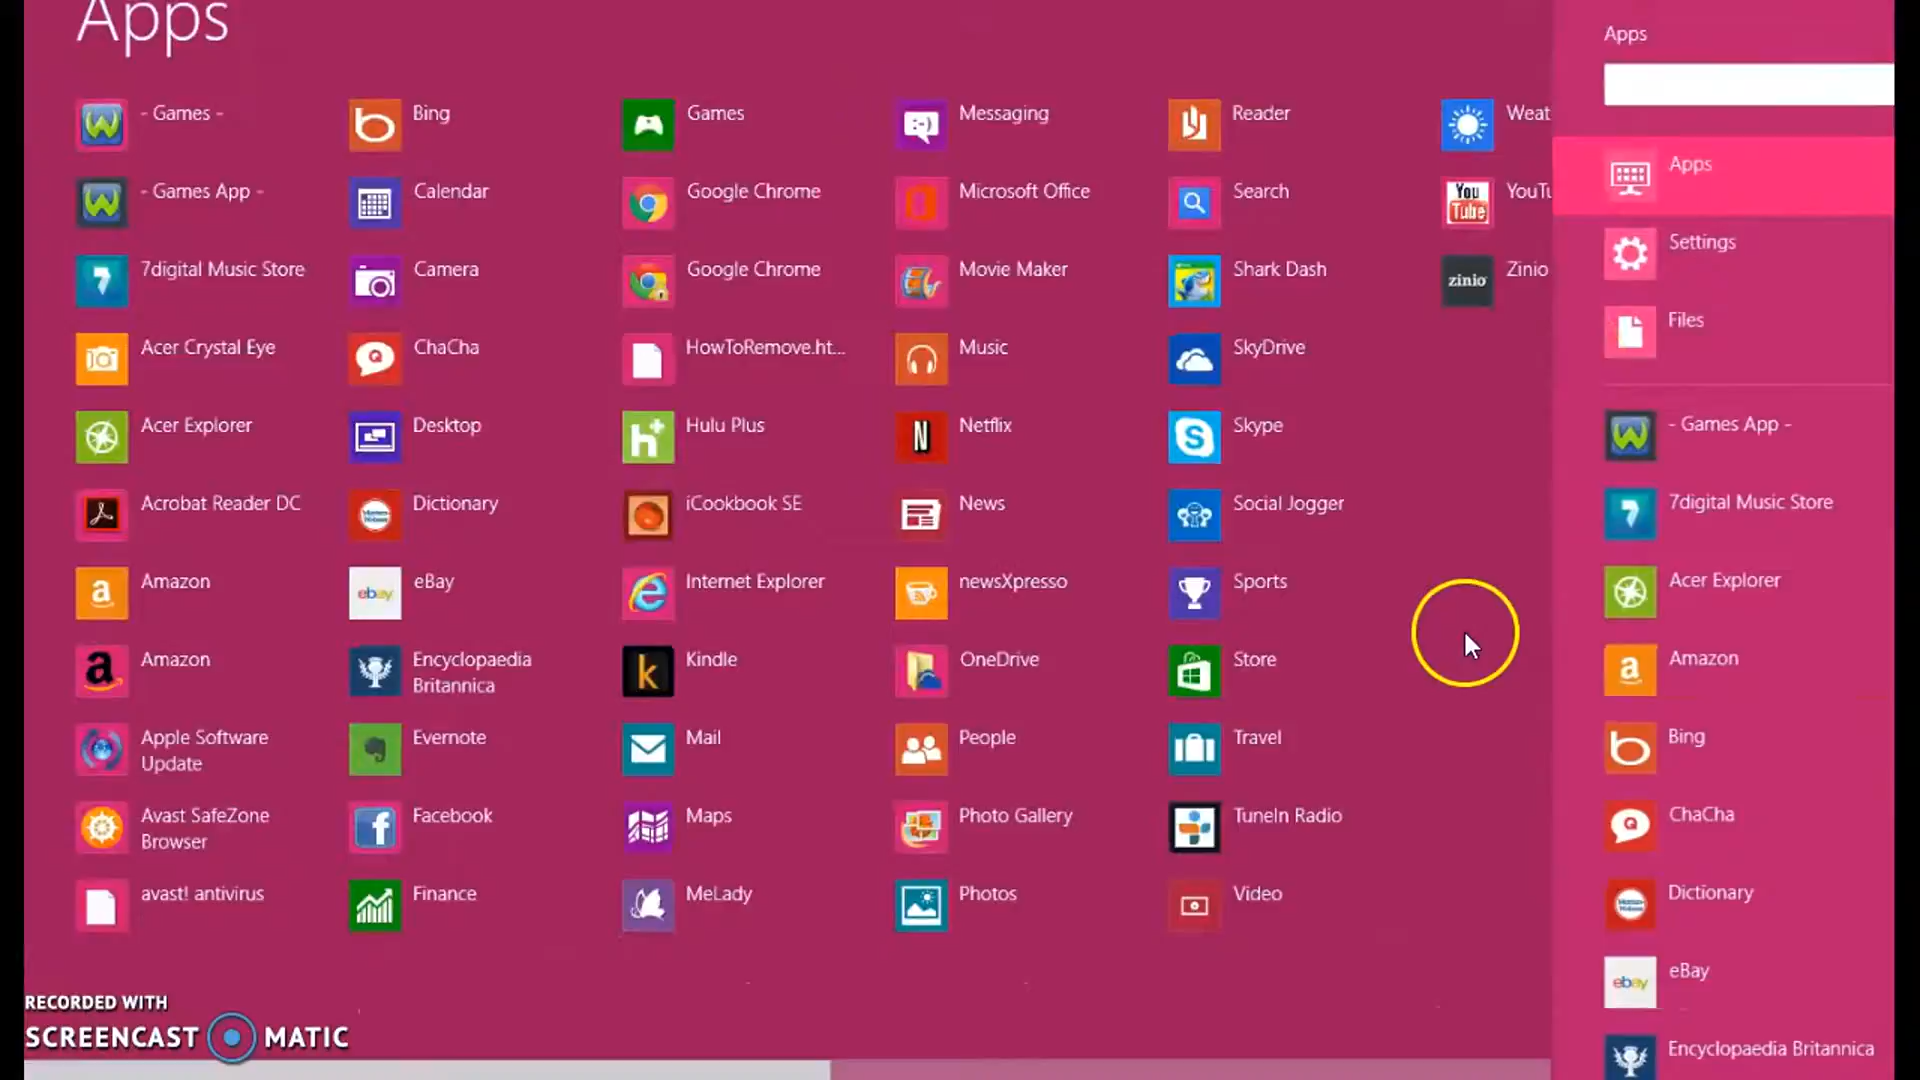 Apps
- Games -
- Games App -
7digital Music Store
Acer Crystal Eye
Acer Explorer
Acrobat Reader DC
Amazon
Amazon
Apple Software
Update
Avast SafeZone
Browser
avast! antivirus
Bing
Calendar
Camera
ChaCha
Desktop
Dictionary
eBay
ebay
Encyclopaedia
Britannica
Evernote
Facebook
Finance
Games
Google Chrome
Google Chrome
HowToRemove.ht...
Hulu Plus
iCookbook SE
Internet Explorer
Kindle
Mail
Maps
MeLady
Messaging
Microsoft Office
Movie Maker
Music
Netflix
News
newsXpresso
OneDrive
People
Photo Gallery
Photos
Reader
Search
Shark Dash
SkyDrive
Skype
Social Jogger
Sports
Store
Travel
TuneIn Radio
Video
Weat
You
Tube
YouTu
zinio
Zinio
Apps
Apps
Settings
Files
- Games App -
7digital Music Store
Acer Explorer
Amazon
Bing
ChaCha
Dictionary
eBay
ebay
Encyclopaedia Britannica
RECORDED WITH
SCREENCAST MATIC